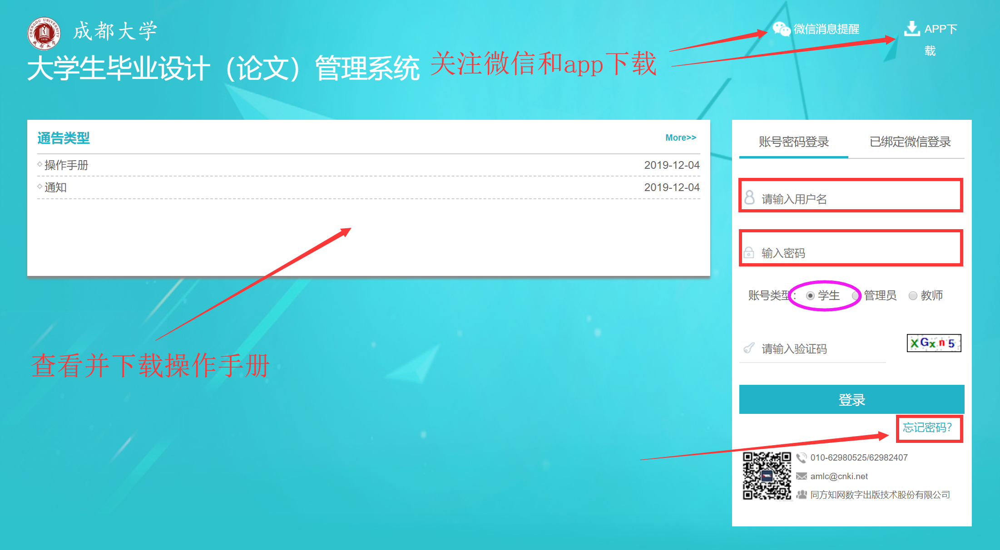 成都大学
大学生毕业设计（论文）管理系统
关注微信和app下载
微信消息提醒
APP下
载
通告类型
More>>
操作手册 2019-12-04
通知 2019-12-04
查看并下载操作手册
账号密码登录 已绑定微信登录
请输入用户名
输入密码
账号类型： 学生 管理员 教师
请输入验证码
XGxn5
登录
忘记密码?
010-62980525/62982407
amlc@cnki.net
同方知网数字出版技术股份有限公司
CHENGDU UNIVERSITY
1978
成都大学